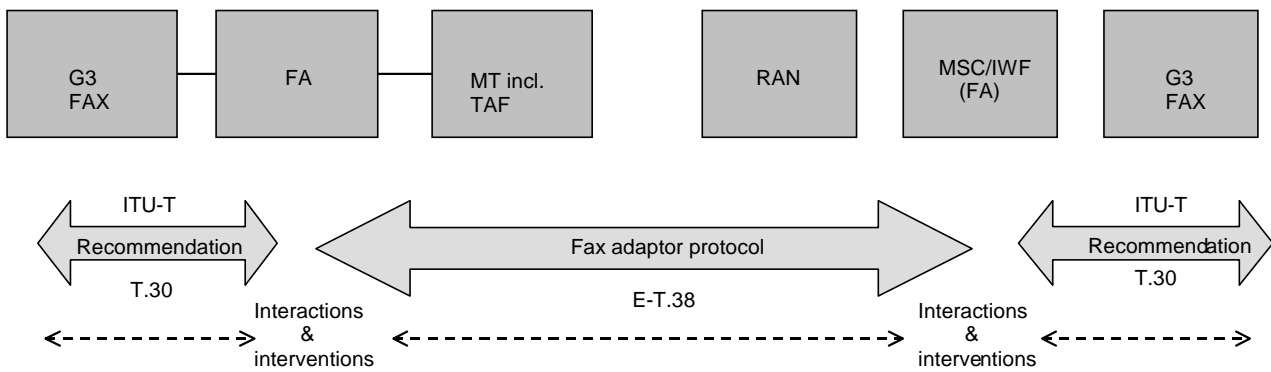 G3
FAX
FA
MT incl.
TAF
RAN
MSC/IWF
(FA)
G3
FAX
ITU-T
Recommendation
T.30
Fax adaptor protocol
E-T.38
ITU-T
Recommendation
T.30
Interactions
&
interventions
Interactions
&
interventions